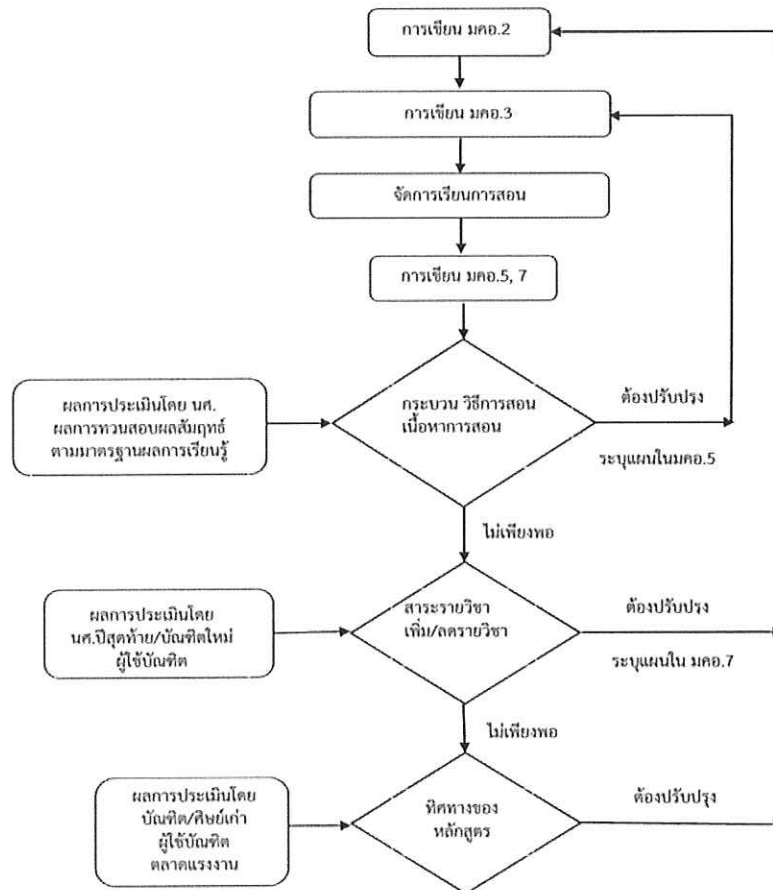 การเขียน มคอ.2
การเขียน มคอ.3
จัดการเรียนการสอน
การเขียน มคอ.5, 7
ผลการประเมินโดย นศ.
ผลการทวนสอบผลสัมฤทธ์
ตามมาตรฐานผลการเรียนรู้
กระบวน วิธีการสอน
เนื้อหาการสอน
ต้องปรับปรุง
ระบุแผนในมคอ.5
ไม่เพียงพอ
ผลการประเมินโดย
นศ.ปีสุดท้าย/บัณฑิตใหม่
ผู้ใช้บัณฑิต
สาระรายวิชา
เพิ่ม/ลดรายวิชา
ต้องปรับปรุง
ระบุแผนใน มคอ.7
ไม่เพียงพอ
ผลการประเมินโดย
บัณฑิต/ศิษย์เก่า
ผู้ใช้บัณฑิต
ตลาดแรงงาน
ทิศทางของ
หลักสูตร
ต้องปรับปรุง